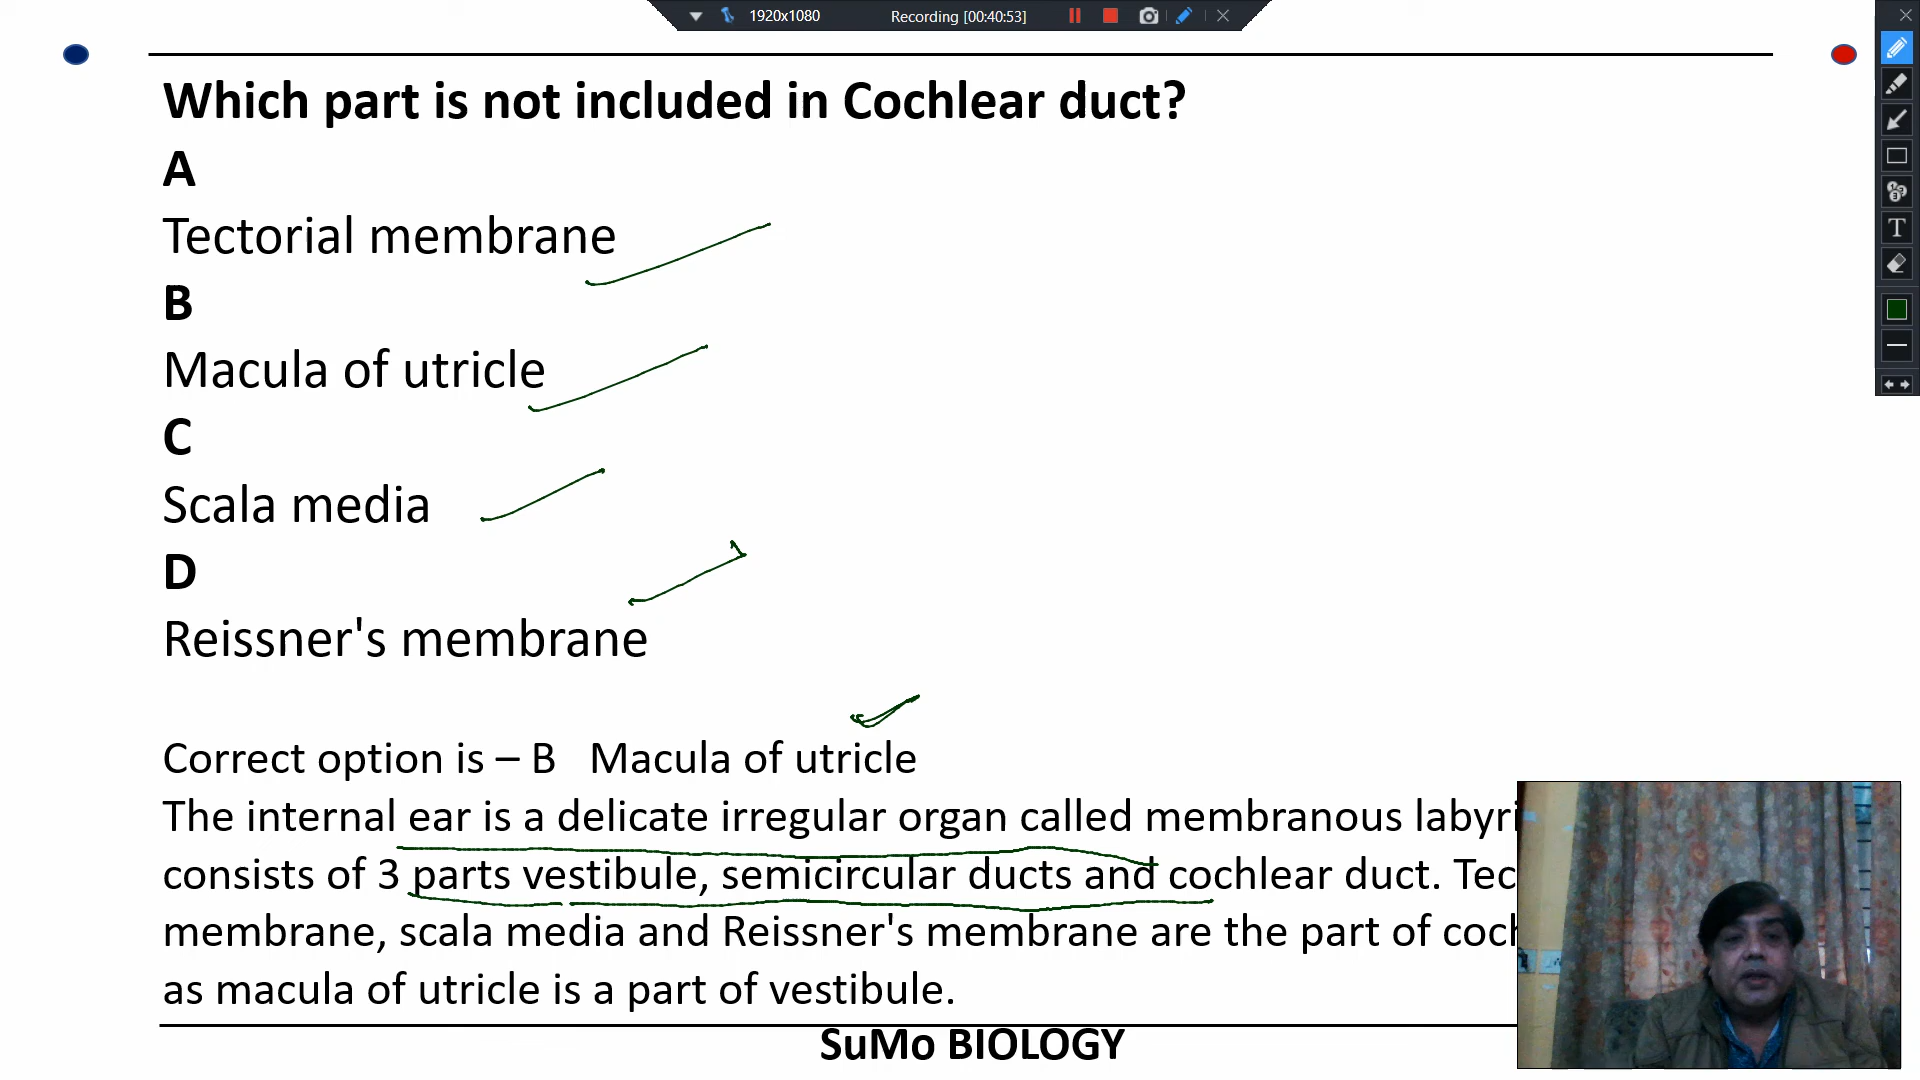 1920x1080 Recording [00:40:53]
Which part is not included in Cochlear duct?
A
Tectorial membrane
B
Macula of utricle
C
Scala media
D
Reissner's membrane
Correct option is – B Macula of utricle
The internal ear is a delicate irregular organ called membranous labyri
consists of 3 parts vestibule, semicircular ducts and cochlear duct. Tec
membrane, scala media and Reissner's membrane are the part of coch
as macula of utricle is a part of vestibule.
SuMo BIOLOGY